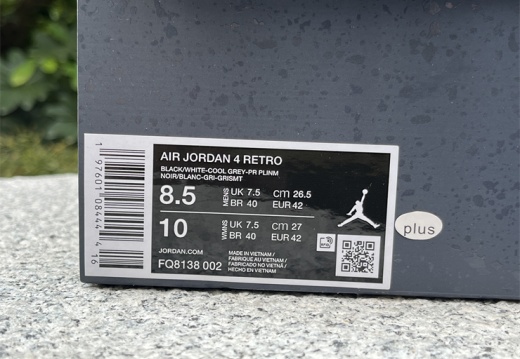 AIR JORDAN 4 RETRO
BLACK/WHITE-COOL GREY-PR PLINM
NOIR/BLANC-GRI-GRISMT
8.5 MENS UK 7.5 cm 26.5
BR 40 EUR 42
10 WMNS UK 7.5 cm 27
BR 40 EUR 42
JORDAN.COM
FQ8138 002
MADE IN VIETNAM /
FABRIQUE AU VIETNAM /
FABRICADO NO VIETNÃ /
HECHO EN VIETNAM
plus